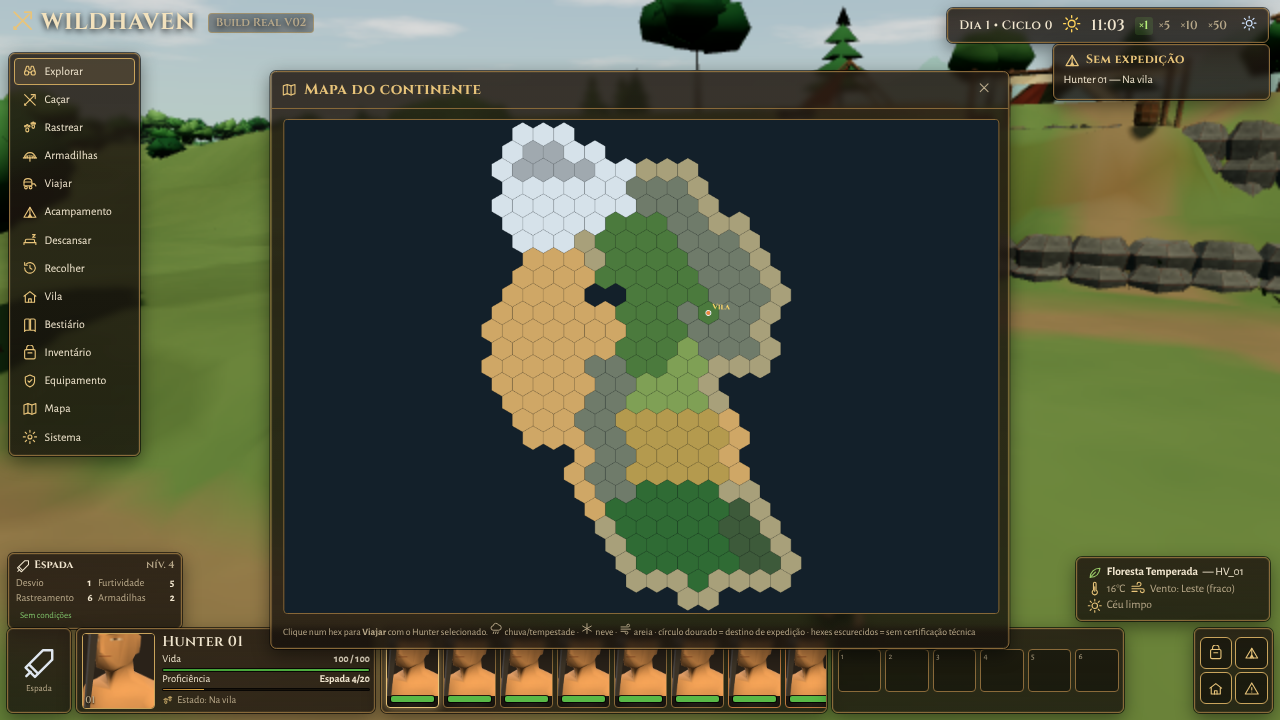 WILDHAVEN
Build Real V02
Dia 1 • Ciclo 0
11:03
×1
×5
×10
×50
Sem expedição
Hunter 01 — Na vila
Explorar
Caçar
Rastrear
Armadilhas
Viajar
Acampamento
Descansar
Recolher
Vila
Bestiário
Inventário
Equipamento
Mapa
Sistema
Mapa do continente
Vila
Clique num hex para Viajar com o Hunter selecionado. chuva/tempestade · neve · areia · círculo dourado = destino de expedição · hexes escurecidos = sem certificação técnica
Espada
NÍV. 4
Desvio 1 Furtividade 5
Rastreamento 6 Armadilhas 2
Sem condições
Espada
01
Hunter 01
Vida 100 / 100
Proficiência Espada 4/20
Estado: Na vila
1
2
3
4
5
6
Floresta Temperada — HV_01
16°C Vento: Leste (fraco)
Céu limpo